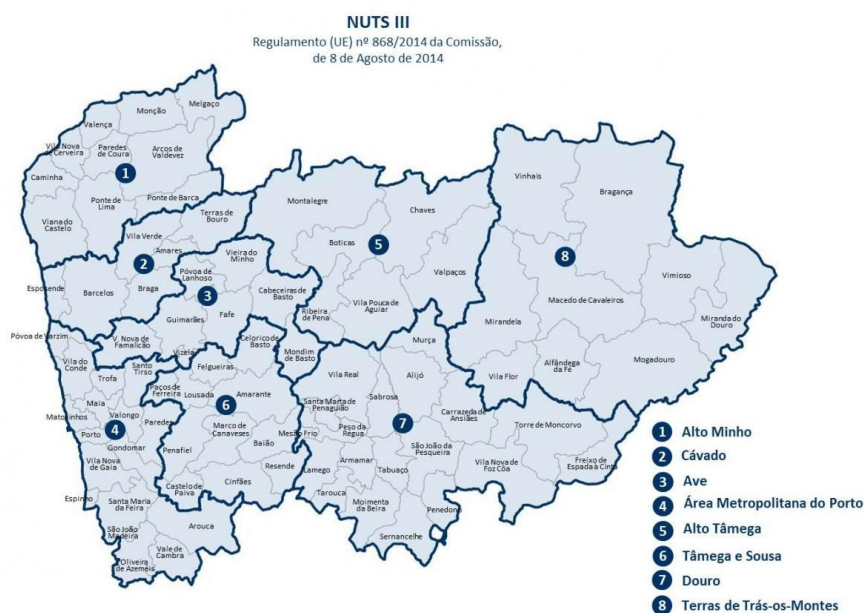 NUTS III
Regulamento (UE) nº 868/2014 da Comissão,
de 8 de Agosto de 2014
Melgaço
Monção
Valença
Vila Nova
de Cerveira
Paredes
de Coura
Arcos de
Valdevez
1
Caminha
Ponte de
Lima
Ponte de Barca
Viana do
Castelo
Terras de
Bouro
Vila Verde
Amares
2
Esposende
Barcelos
Braga
Vieira do
Minho
Póvoa de
Lanhoso
3
Cabeceiras de
Basto
Guimarães
Fafe
V. Nova de
Famalicão
Vizela
Montalegre
Chaves
Boticas
5
Valpaços
Ribeira
de Pena
Vila Pouca de
Aguiar
Vinhais
Bragança
8
Vimioso
Macedo de Cavaleiros
Miranda do
Douro
Mirandela
Alfândega
da Fé
Mogadouro
Vila Flor
Póvoa de Varzim
Vila do
Conde
Santo
Tirso
Trofa
Maia
Matosinhos
Valongo
Porto
4
Paredes
Gondomar
Vila Nova
de Gaia
Espinho
Santa Maria
da Feira
Arouca
São João
Madeira
Vale de
Cambra
Oliveira
de Azemeis
Celorico de
Basto
Mondim
de Basto
Felgueiras
Paços de
Ferreira
Lousada
Amarante
6
Marco de
Canaveses
Baião
Penafiel
Resende
Castelo de
Paiva
Cinfães
Murça
Vila Real
Alijó
Santa Marta de
Penaguião
Sabrosa
Carrazeda de
Ansiães
Mesão Frio
Peso da
Régua
7
Torre de Moncorvo
São João da
Pesqueira
Armamar
Lamego
Tabuaço
Vila Nova de
Foz Côa
Freixo de
Espada à Cinta
Tarouca
Moimenta
da Beira
Penedono
Sernancelhe
1 Alto Minho
2 Cávado
3 Ave
4 Área Metropolitana do Porto
5 Alto Tâmega
6 Tâmega e Sousa
7 Douro
8 Terras de Trás-os-Montes